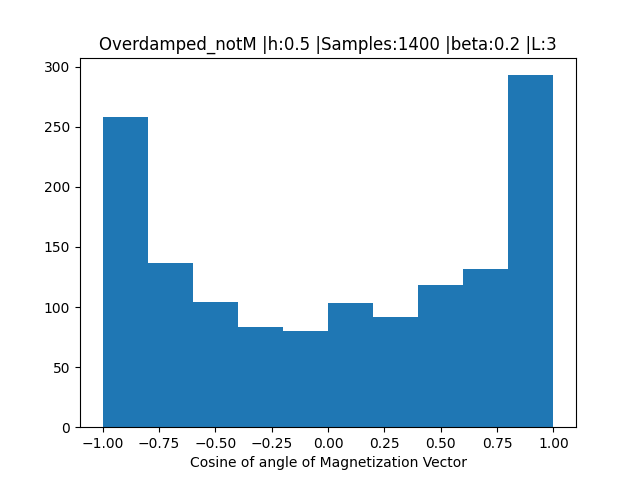 Overdamped_notM |h:0.5 |Samples:1400 |beta:0.2 |L:3
300
250
200
150
100
50
0
−1.00 −0.75 −0.50 −0.25 0.00 0.25 0.50 0.75 1.00
Cosine of angle of Magnetization Vector